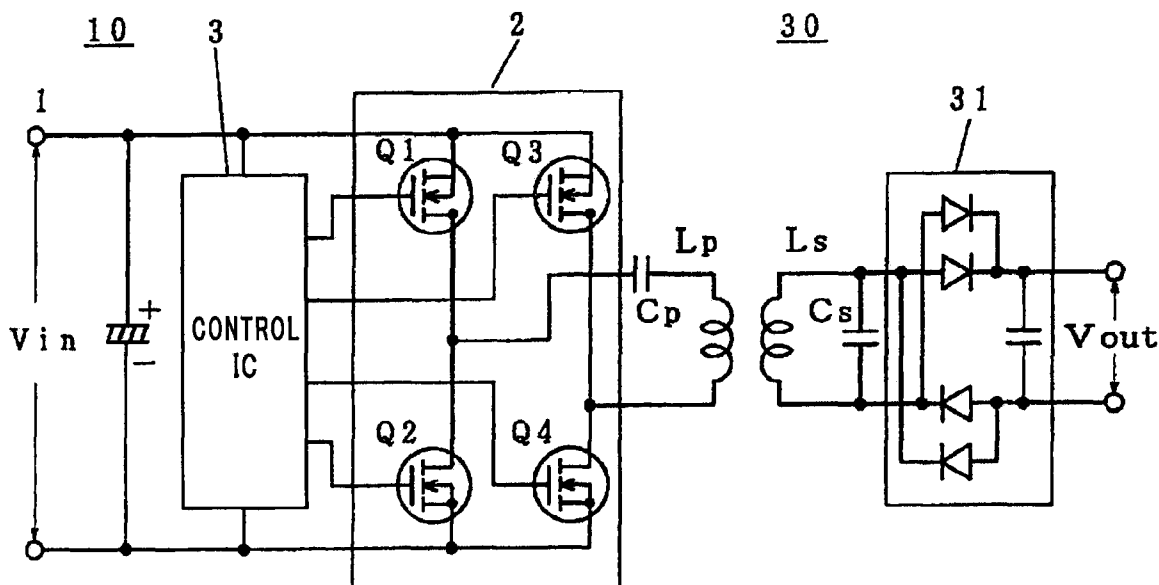 10
3
2
30
1
31
Q1
Q3
Lp
Ls
Cp
Cs
Vin
+
-
CONTROL
IC
Vout
Q2
Q4